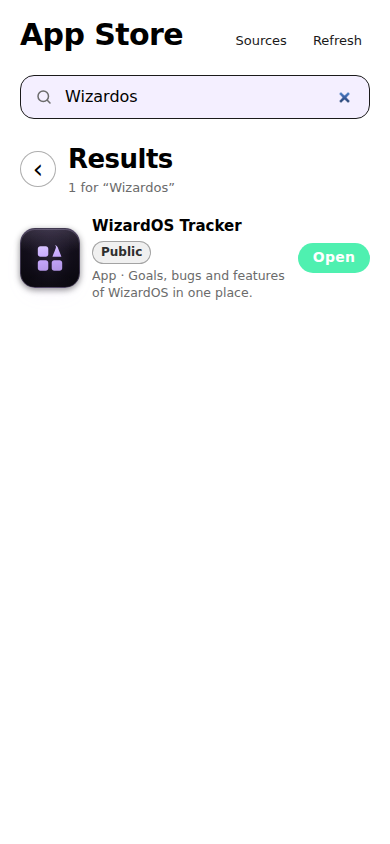 App Store
Sources
Refresh
Wizardos
Results
1 for “Wizardos”
WizardOS Tracker
Public
App · Goals, bugs and features
of WizardOS in one place.
Open